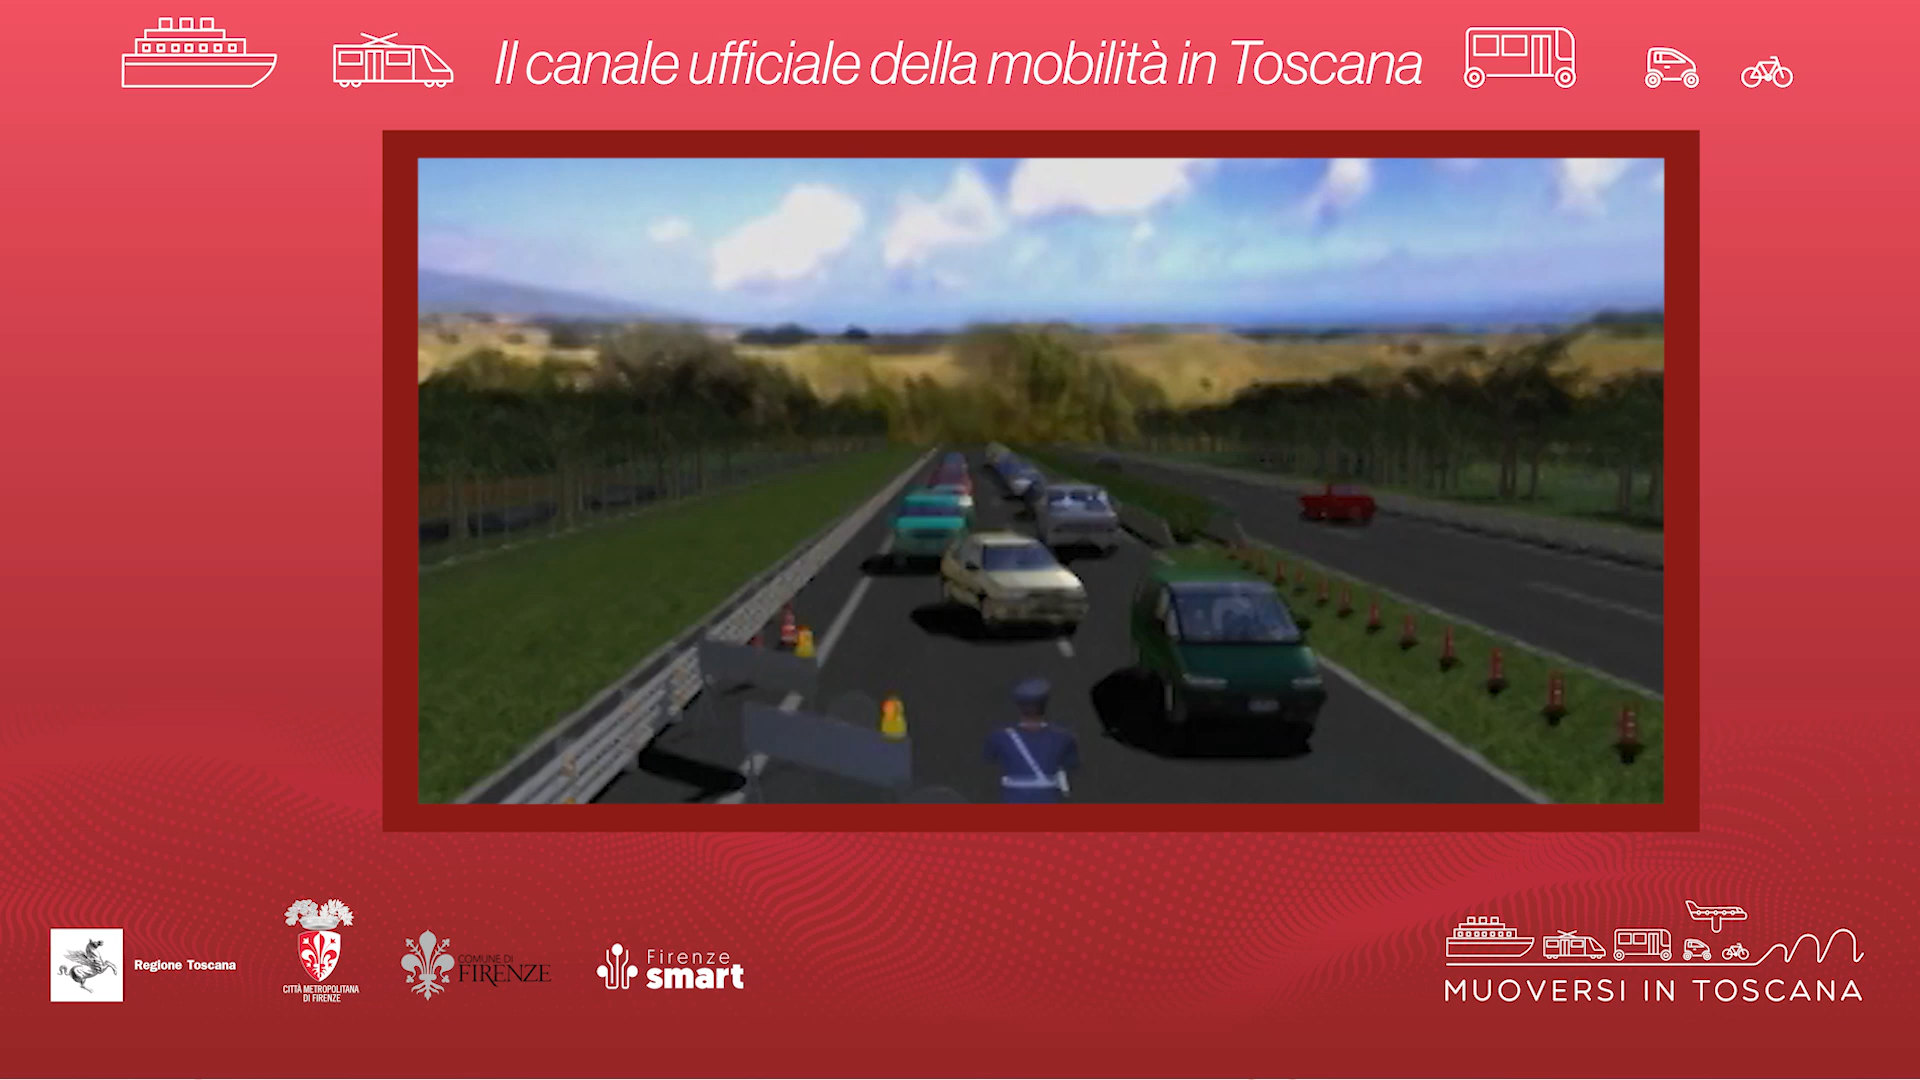 Il canale ufficiale della mobilità in Toscana
Regione Toscana
CITTÀ METROPOLITANA
DI FIRENZE
COMUNE DI
FIRENZE
Firenze
smart
MUOVERSI IN TOSCANA